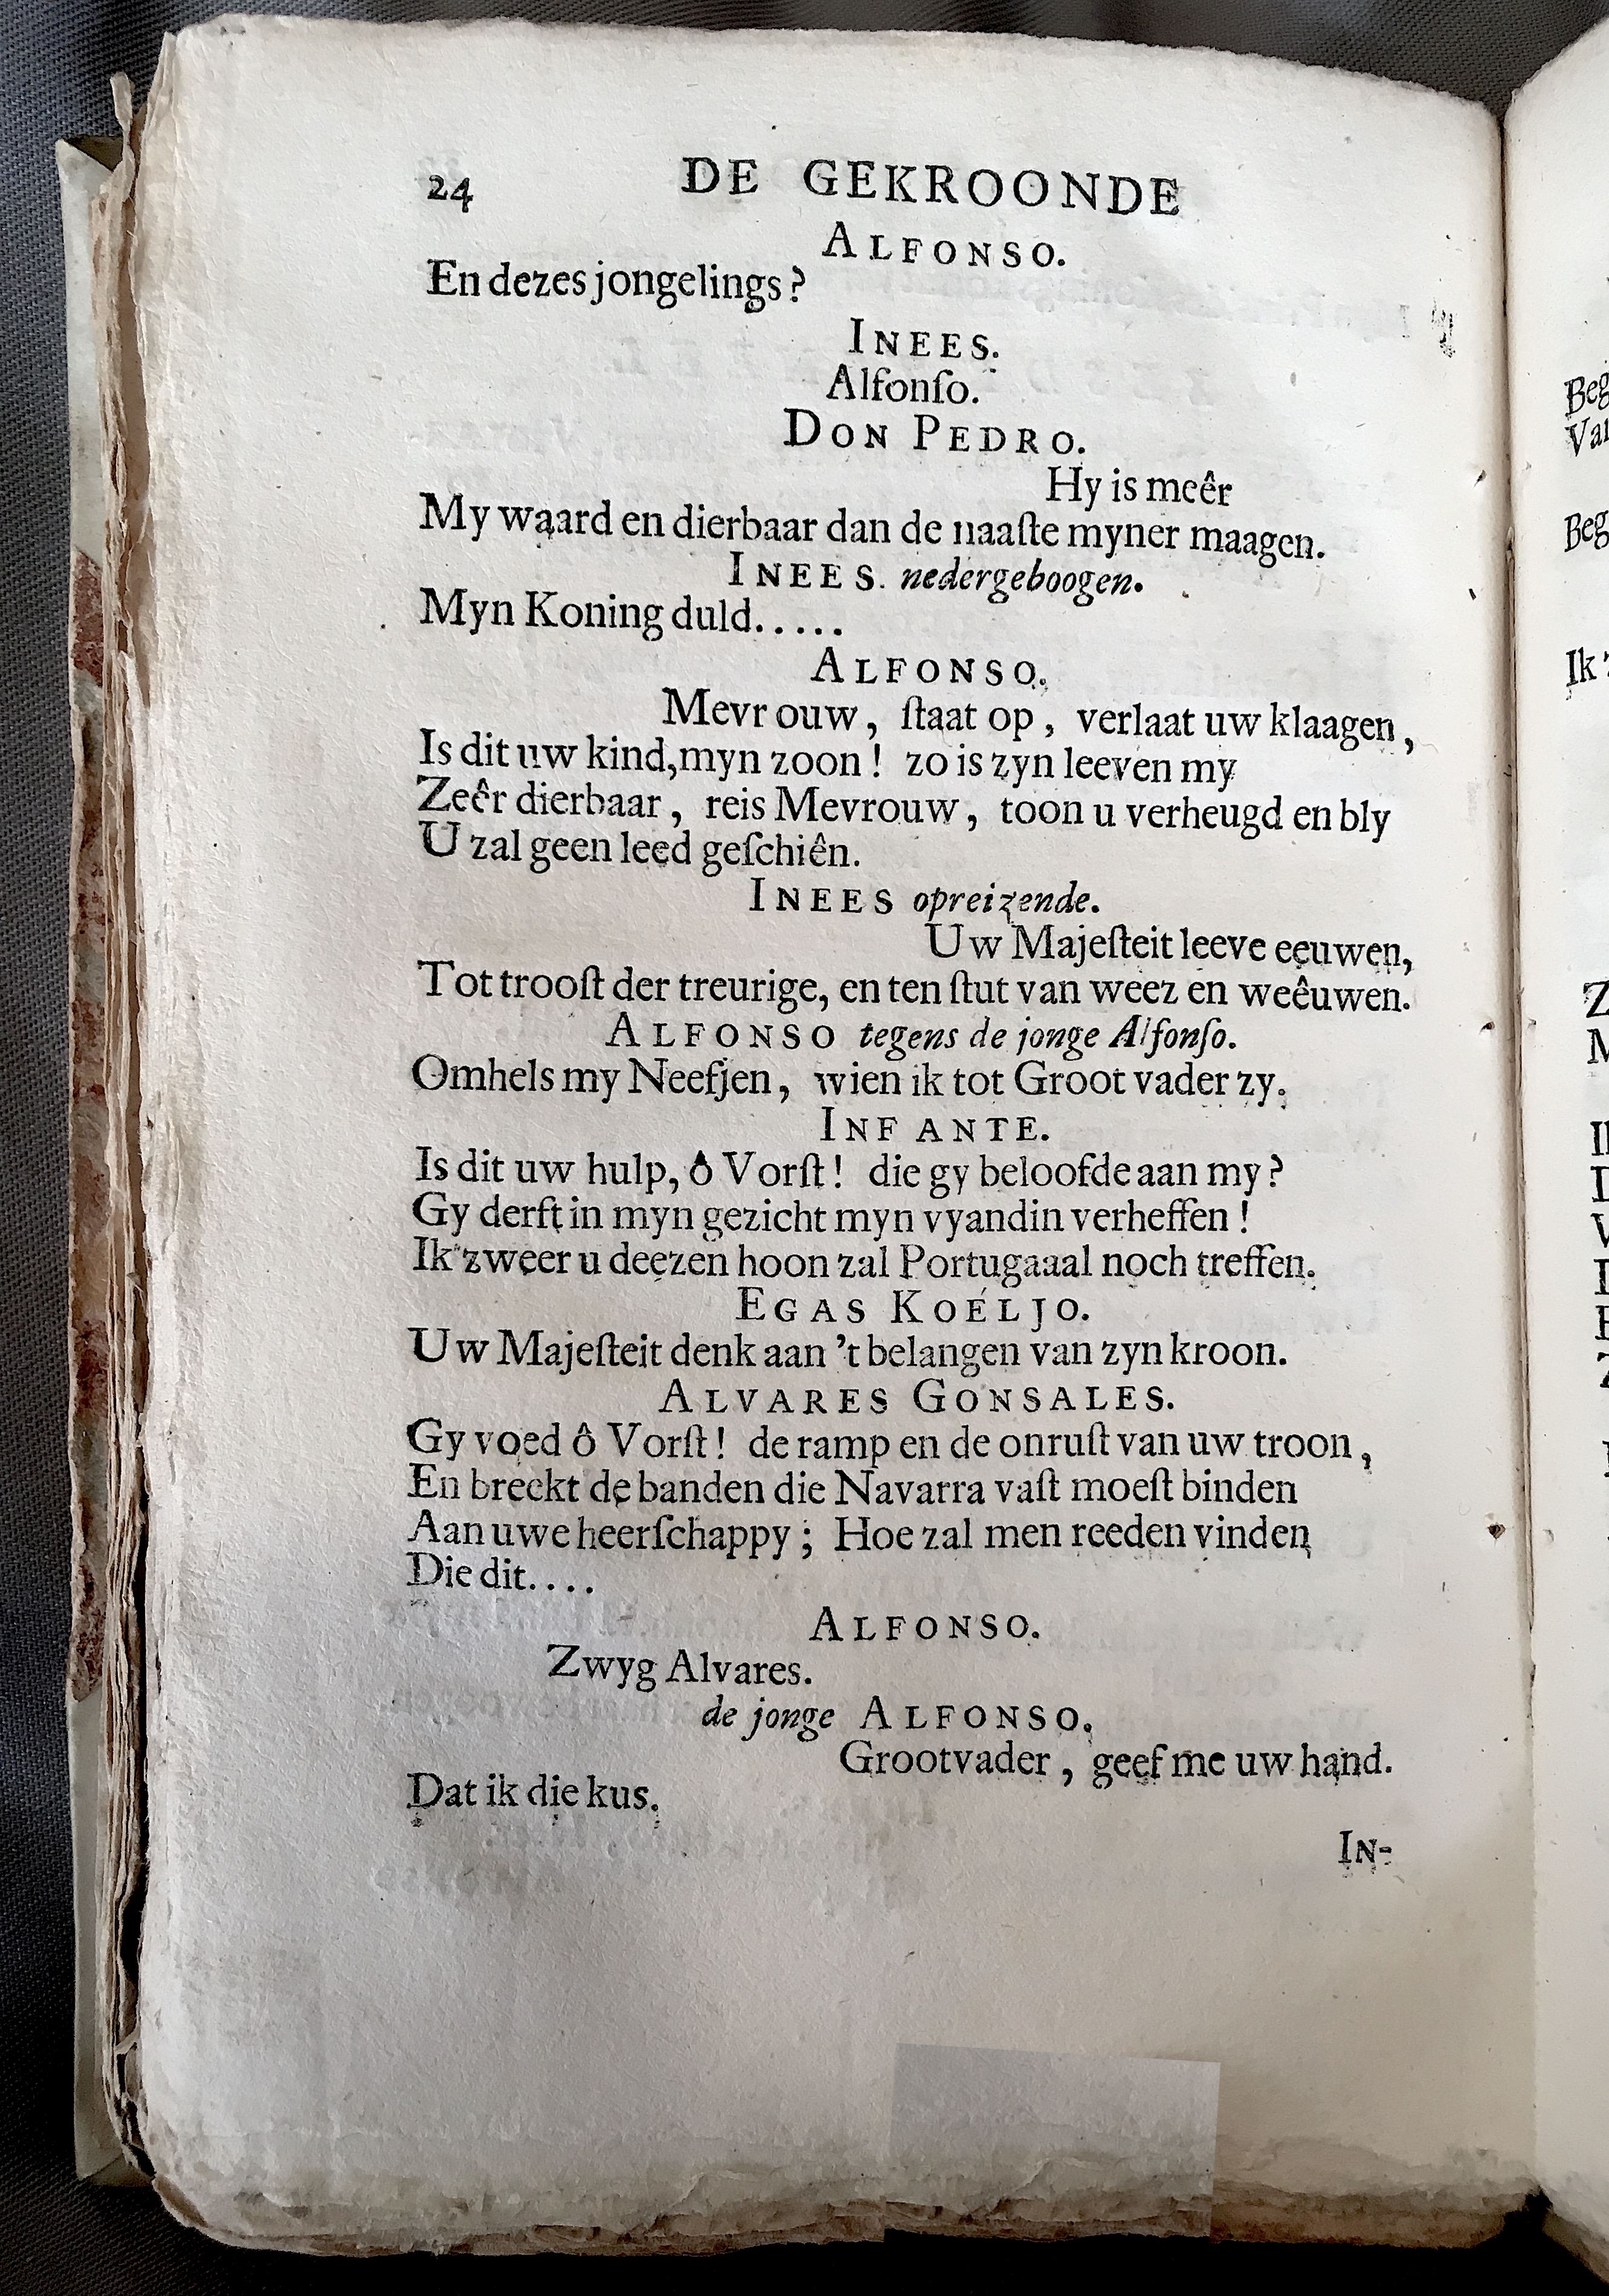 24 DE GEKROONDE
ALFONSO.
En dezes jongelings?
INEES.
Alfonſo.
DON PEDRO.
Hy is meêr
My waard en dierbaar dan de naaſte myner maagen.
INEES. nedergeboogen.
Myn Koning duld.....
ALFONSO.
Mevr ouw, ſtaat op, verlaat uw klaagen,
Is dit uw kind, myn zoon! zo is zyn leeven my
Zeêr dierbaar, reis Mevrouw, toon u verheugd en bly
U zal geen leed geſchiên.
INEES opreizende.
Uw Majeſteit leeve eeuwen,
Tot trooſt der treurige, en ten ſtut van weez en weêuwen.
ALFONSO tegens de jonge Alfonſo.
Omhels my Neefjen, wien ik tot Groot vader zy.
INFANTE.
Is dit uw hulp, ô Vorſt! die gy beloofde aan my?
Gy derft in myn gezicht myn vyandin verheffen!
Ik zweer u deezen hoon zal Portugaaal noch treffen.
EGAS KOÉLJO.
Uw Majeſteit denk aan 't belangen van zyn kroon.
ALVARES GONSALES.
Gy voed ô Vorſt! de ramp en de onruſt van uw troon,
En breekt de banden die Navarra vaſt moeſt binden
Aan uwe heerſchappy; Hoe zal men reeden vinden
Die dit....
ALFONSO.
Zwyg Alvares.
de jonge ALFONSO.
Grootvader, geef me uw hand.
Dat ik die kus.
IN-
Beg
Van
Beg
Ik
Z
M